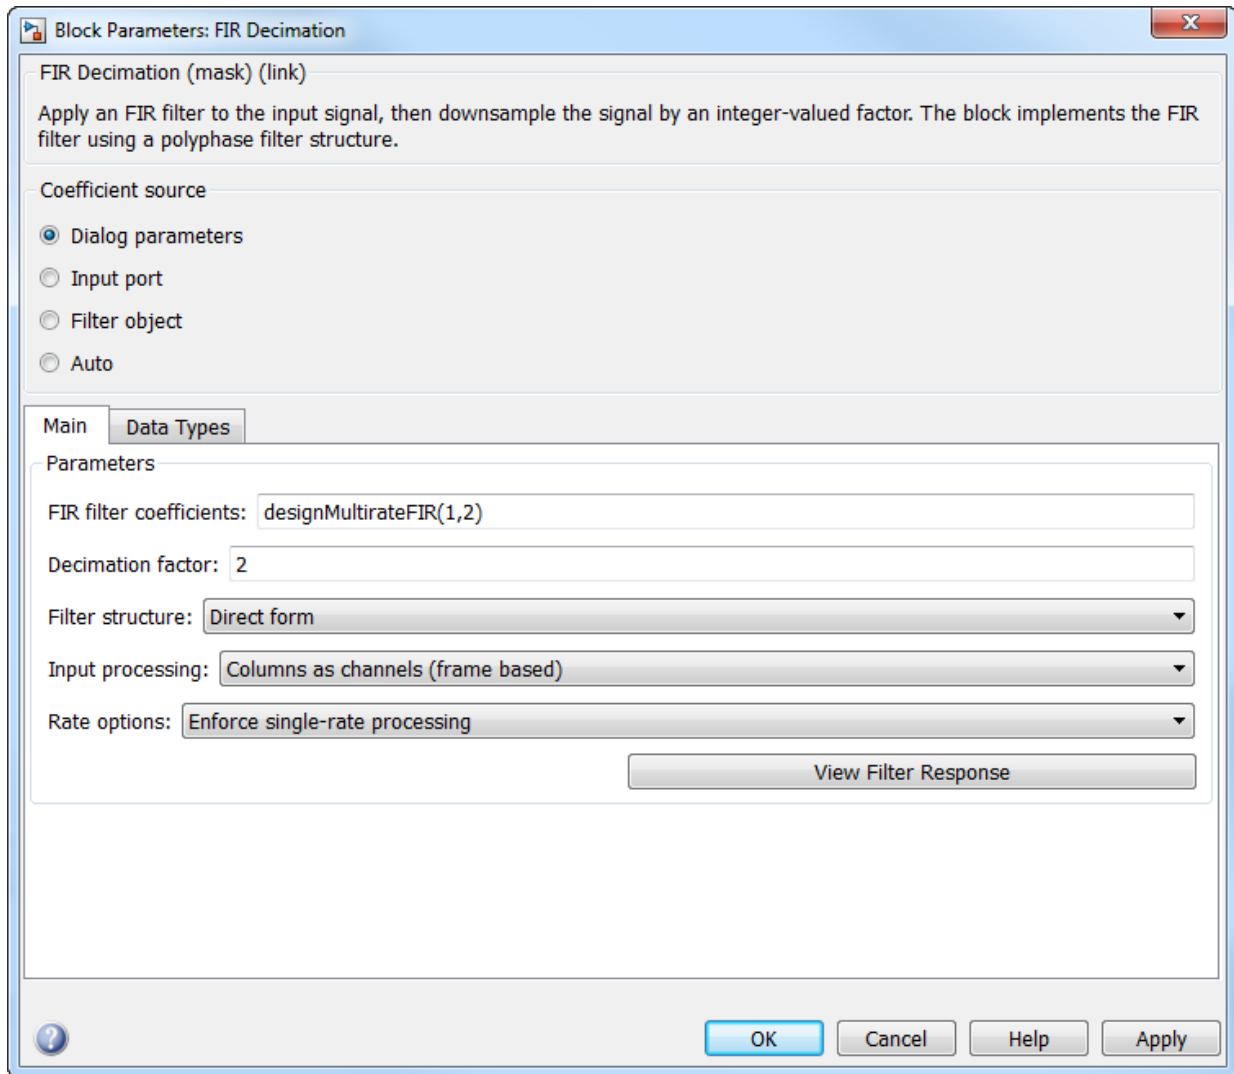 Block Parameters: FIR Decimation
X
FIR Decimation (mask) (link)
Apply an FIR filter to the input signal, then downsample the signal by an integer-valued factor. The block implements the FIR
filter using a polyphase filter structure.
Coefficient source
Dialog parameters
Input port
Filter object
Auto
Main Data Types
Parameters
FIR filter coefficients: designMultirateFIR(1,2)
Decimation factor: 2
Filter structure: Direct form
Input processing: Columns as channels (frame based)
Rate options: Enforce single-rate processing
View Filter Response
? OK Cancel Help Apply